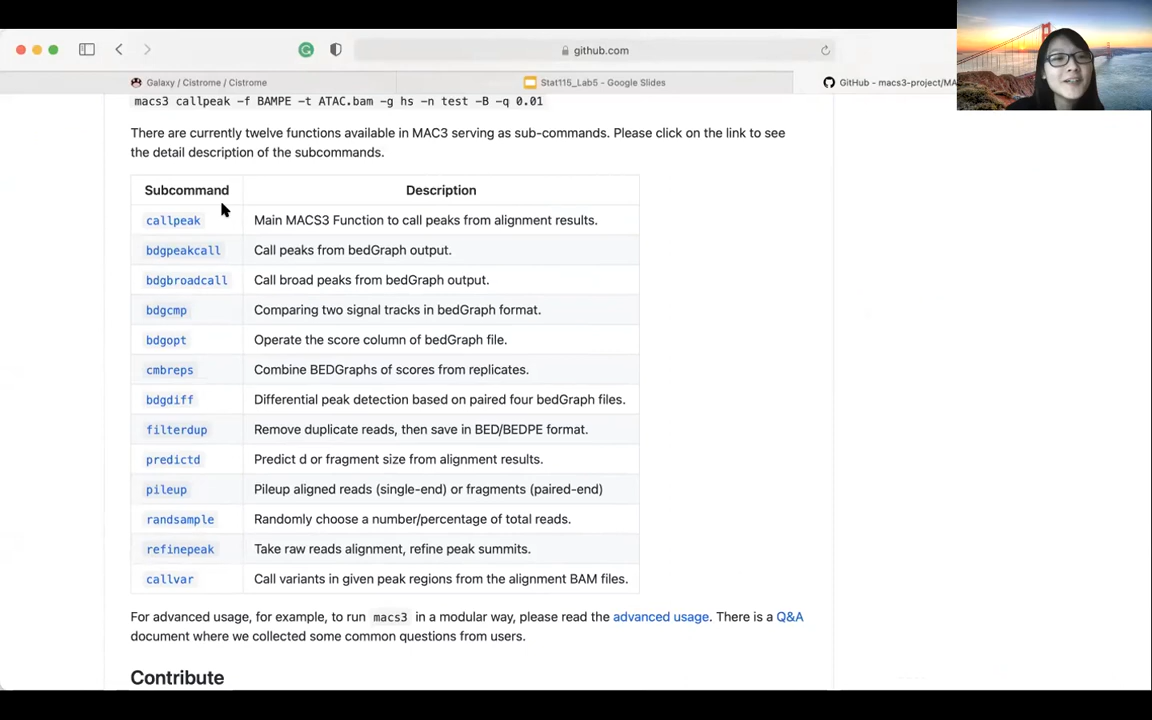 github.com
Galaxy / Cistrome / Cistrome
Stat115_Lab5 - Google Slides
GitHub - macs3-project/MA
macs3 callpeak -f BAMPE -t ATAC.bam -g hs -n test -B -q 0.01
There are currently twelve functions available in MAC3 serving as sub-commands. Please click on the link to see
the detail description of the subcommands.
Subcommand Description
callpeak Main MACS3 Function to call peaks from alignment results.
bdgpeakcall Call peaks from bedGraph output.
bdgbroadcall Call broad peaks from bedGraph output.
bdgcmp Comparing two signal tracks in bedGraph format.
bdgopt Operate the score column of bedGraph file.
cmbreps Combine BEDGraphs of scores from replicates.
bdgdiff Differential peak detection based on paired four bedGraph files.
filterdup Remove duplicate reads, then save in BED/BEDPE format.
predictd Predict d or fragment size from alignment results.
pileup Pileup aligned reads (single-end) or fragments (paired-end)
randsample Randomly choose a number/percentage of total reads.
refinepeak Take raw reads alignment, refine peak summits.
callvar Call variants in given peak regions from the alignment BAM files.
For advanced usage, for example, to run macs3 in a modular way, please read the advanced usage. There is a Q&A
document where we collected some common questions from users.
Contribute